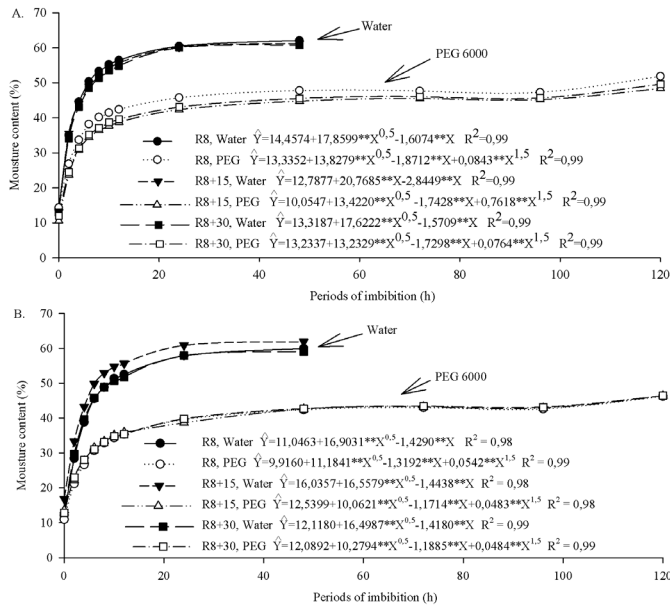 A.
70
60
50
40
30
20
10
0
Mousture content (%)
Water
PEG 6000
R8, Water Ŷ=14,4574+17,8599**X^0,5-1,6074**X R²=0,99
R8, PEG Ŷ=13,3352+13,8279**X^0,5-1,8712**X+0,0843**X^1,5 R²=0,99
R8+15, Water Ŷ=12,7877+20,7685**X-2,8449**X R²=0,99
R8+15, PEG Ŷ=10,0547+13,4220**X^0,5-1,7428**X+0,7618**X^1,5 R²=0,99
R8+30, Water Ŷ=13,3187+17,6222**X^0,5-1,5709**X R²=0,99
R8+30, PEG Ŷ=13,2337+13,2329**X^0,5-1,7298**X+0,0764**X^1,5 R²=0,99
0 20 40 60 80 100 120
Periods of imbibition (h)
B.
70
60
50
40
30
20
10
0
Mousture content (%)
Water
PEG 6000
R8, Water Ŷ=11,0463+16,9031**X^0,5-1,4290**X R² = 0,98
R8, PEG Ŷ=9,9160+11,1841**X^0,5-1,3192**X+0,0542**X^1,5 R² = 0,99
R8+15, Water Ŷ=16,0357+16,5579**X^0,5-1,4438**X R² = 0,98
R8+15, PEG Ŷ=12,5399+10,0621**X^0,5-1,1714**X+0,0483**X^1,5 R² = 0,98
R8+30, Water Ŷ=12,1180+16,4987**X^0,5-1,4180**X R² = 0,99
R8+30, PEG Ŷ=12,0892+10,2794**X^0,5-1,1885**X+0,0484**X^1,5 R² = 0,99
0 20 40 60 80 100 120
Periods of imbibition (h)